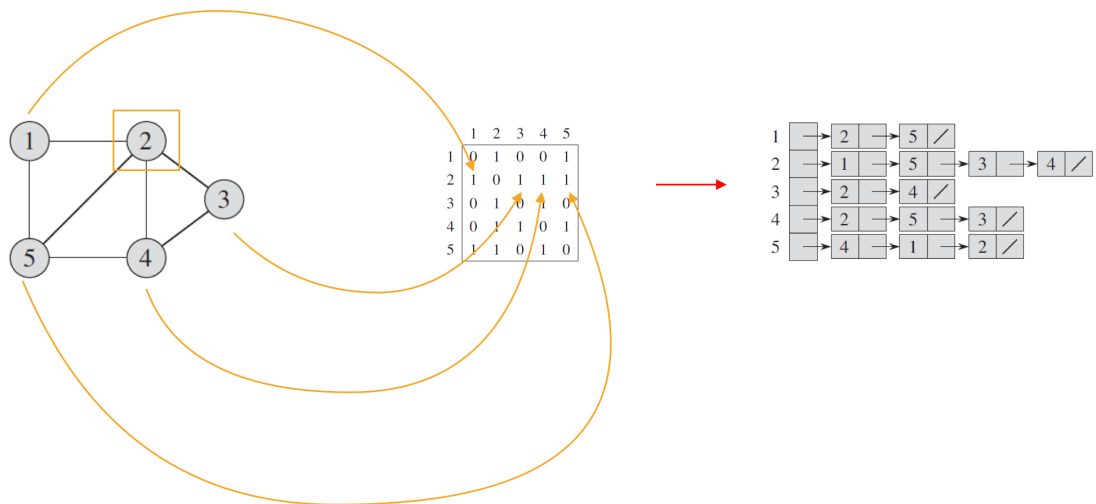 1 2
3
5 4
1 2 3 4 5
1 0 1 0 0 1
2 1 0 1 1 1
3 0 1 0 1 0
4 0 1 1 0 1
5 1 1 0 1 0
1 2 5 /
2 1 5 3 4 /
3 2 4 /
4 2 5 3 /
5 4 1 2 /